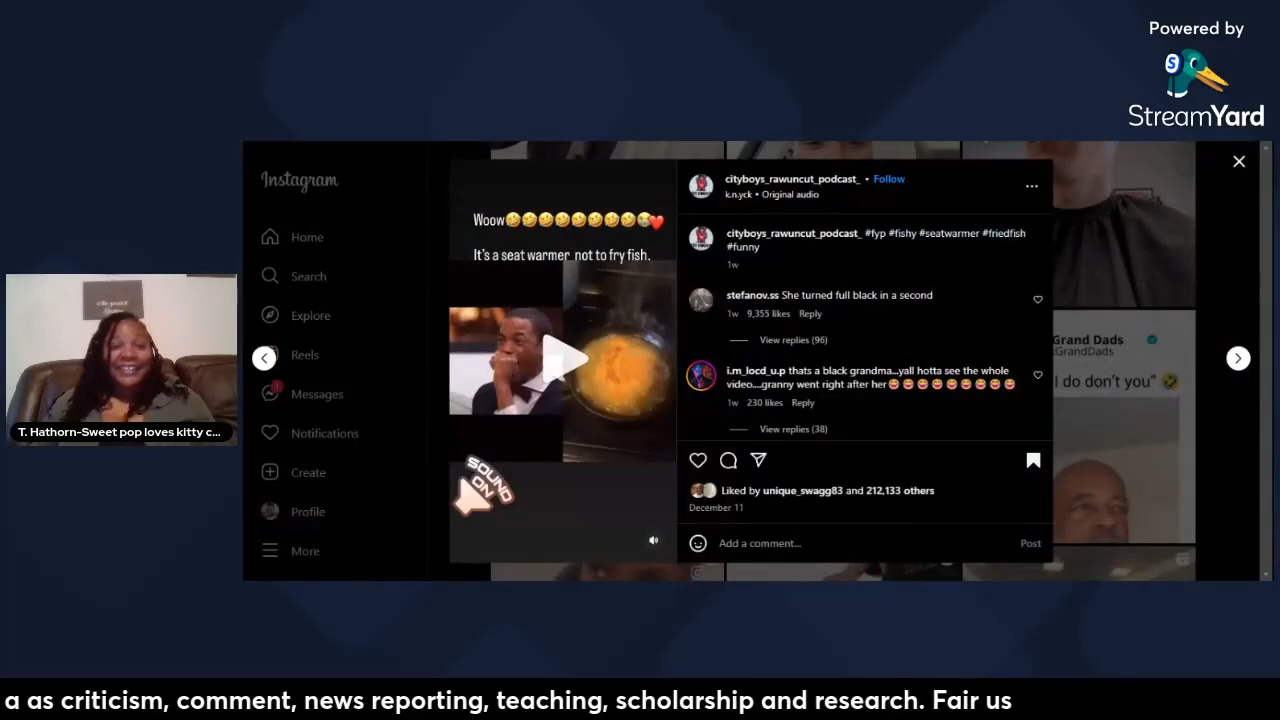 Powered by
StreamYard
Instagram
Home
Search
Explore
Reels
Messages
Notifications
Create
Profile
More
T. Hathorn-Sweet pop loves kitty c...
Woow🤣🤣🤣🤣🤣🤣🤣🤣😭❤️
It's a seat warmer not to fry fish.
SOUND
ON
cityboys_rawuncut_podcast_ • Follow
k.n.yck • Original audio
cityboys_rawuncut_podcast_ #fyp #fishy #seatwarmer #friedfish
#funny
1w
stefanov.ss She turned full black in a second
1w 9,355 likes Reply
View replies (96)
i.m_locd_u.p thats a black grandma...yall hotta see the whole
video....granny went right after her😍😍😍😍😍😍😍😍😍
1w 230 likes Reply
View replies (38)
Liked by unique_swagg83 and 212,133 others
December 11
Add a comment...
Post
Grand Dads
GrandDads
I do don't you" 🤣
a as criticism, comment, news reporting, teaching, scholarship and research. Fair us